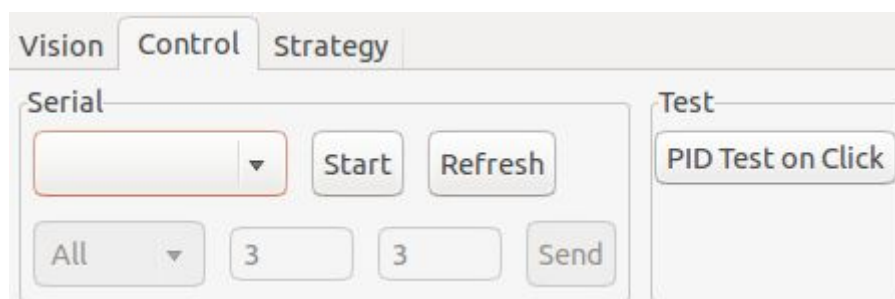 Vision Control Strategy
Serial Test
Start Refresh PID Test on Click
All 3 3 Send